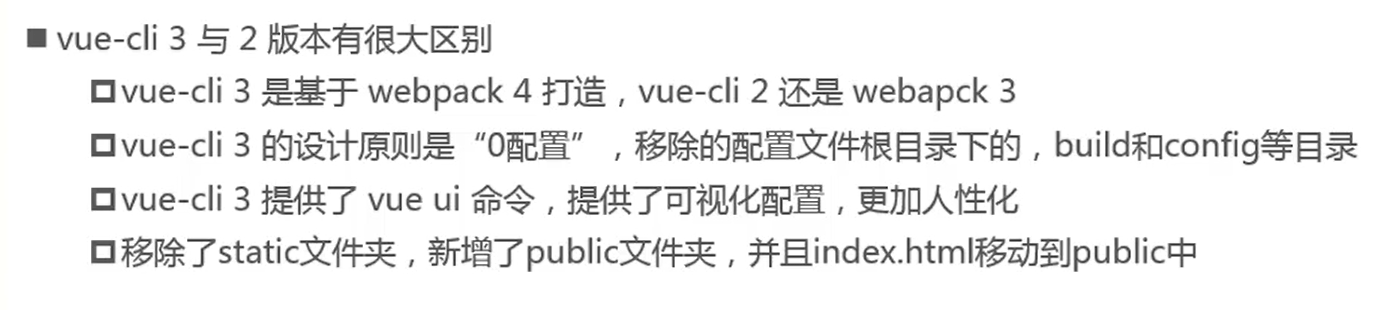 ■ vue-cli 3 与 2 版本有很大区别
vue-cli 3 是基于 webpack 4 打造，vue-cli 2 还是 webapck 3
vue-cli 3 的设计原则是“0配置”，移除的配置文件根目录下的，build和config等目录
vue-cli 3 提供了 vue ui 命令，提供了可视化配置，更加人性化
移除了static文件夹，新增了public文件夹，并且index.html移动到public中